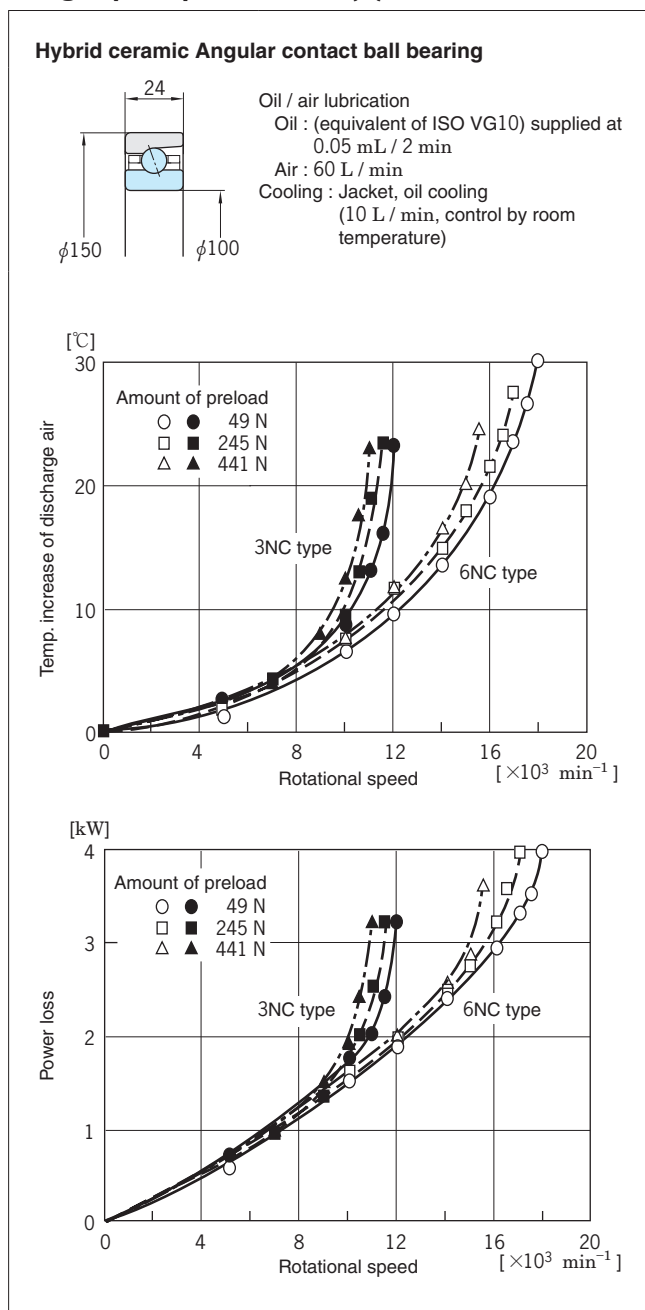 Hybrid ceramic Angular contact ball bearing
24
φ150
φ100
Oil / air lubrication
Oil : (equivalent of ISO VG10) supplied at
0.05 mL / 2 min
Air : 60 L / min
Cooling : Jacket, oil cooling
(10 L / min, control by room
temperature)
[℃]
30
20
10
0
Temp. increase of discharge air
Amount of preload
49 N
245 N
441 N
3NC type
6NC type
0 4 8 12 16 20
Rotational speed [×10³ min⁻¹]
[kW]
4
3
2
1
0
Power loss
Amount of preload
49 N
245 N
441 N
3NC type
6NC type
0 4 8 12 16 20
Rotational speed [×10³ min⁻¹]